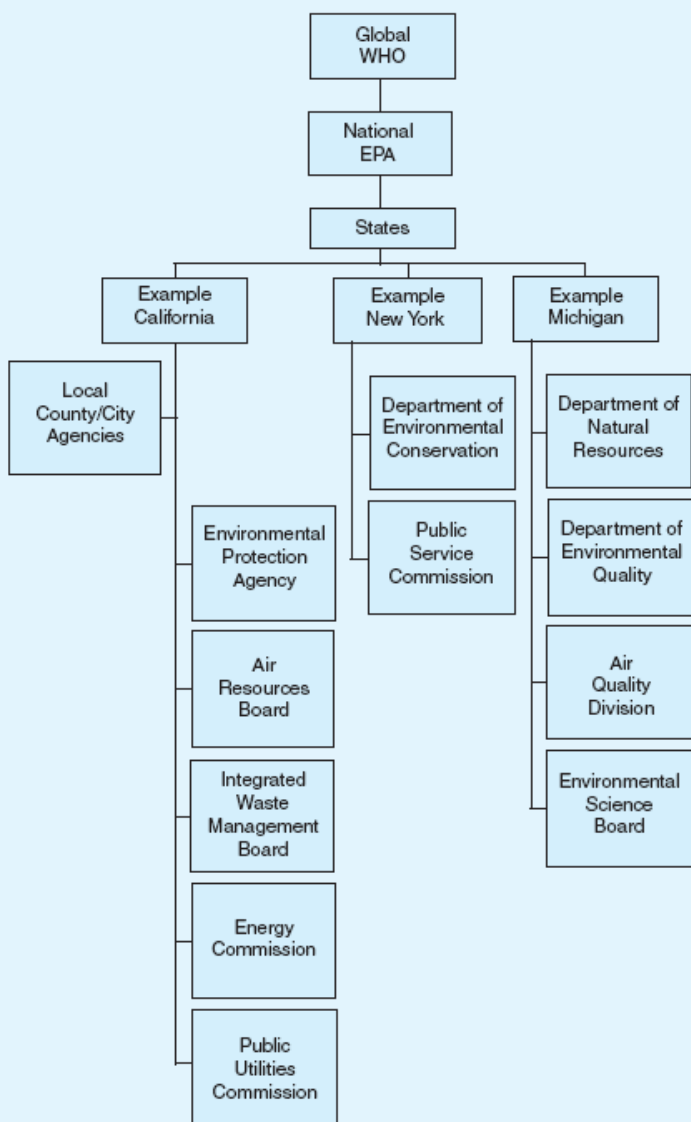 Global
WHO
National
EPA
States
Example
California
Example
New York
Example
Michigan
Local
County/City
Agencies
Environmental
Protection
Agency
Air
Resources
Board
Integrated
Waste
Management
Board
Energy
Commission
Public
Utilities
Commission
Department of
Environmental
Conservation
Public
Service
Commission
Department of
Natural
Resources
Department of
Environmental
Quality
Air
Quality
Division
Environmental
Science
Board